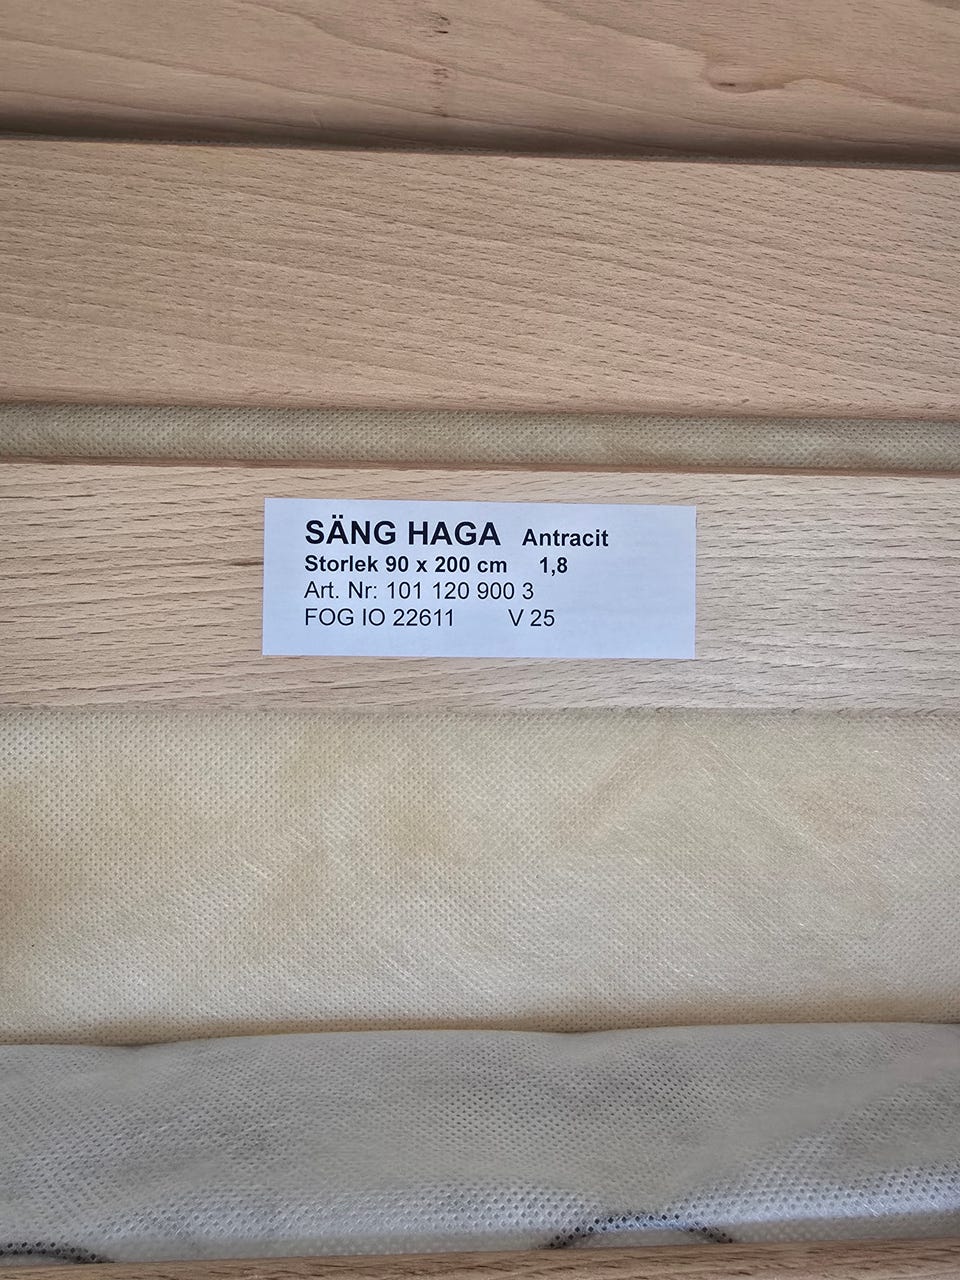 SÄNG HAGA Antracit
Storlek 90 x 200 cm 1,8
Art. Nr: 101 120 900 3
FOG IO 22611 V 25